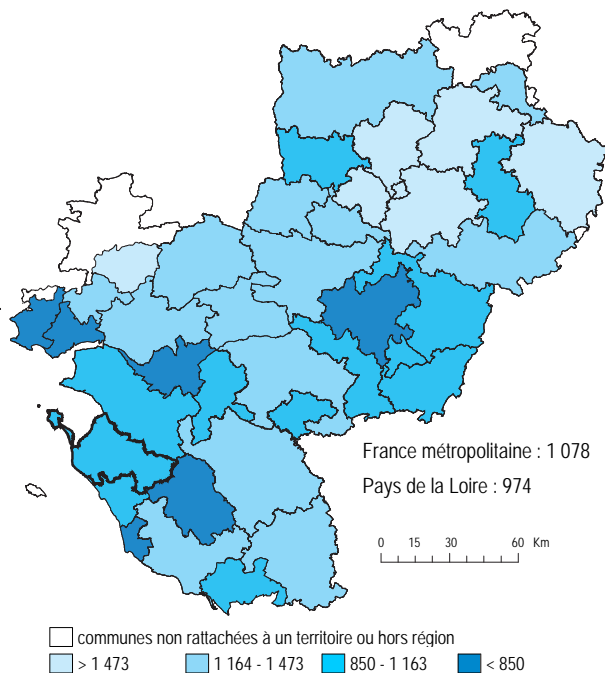 France métropolitaine : 1 078
Pays de la Loire : 974
0 15 30 60 Km
communes non rattachées à un territoire ou hors région
> 1 473 1 164 - 1 473 850 - 1 163 < 850